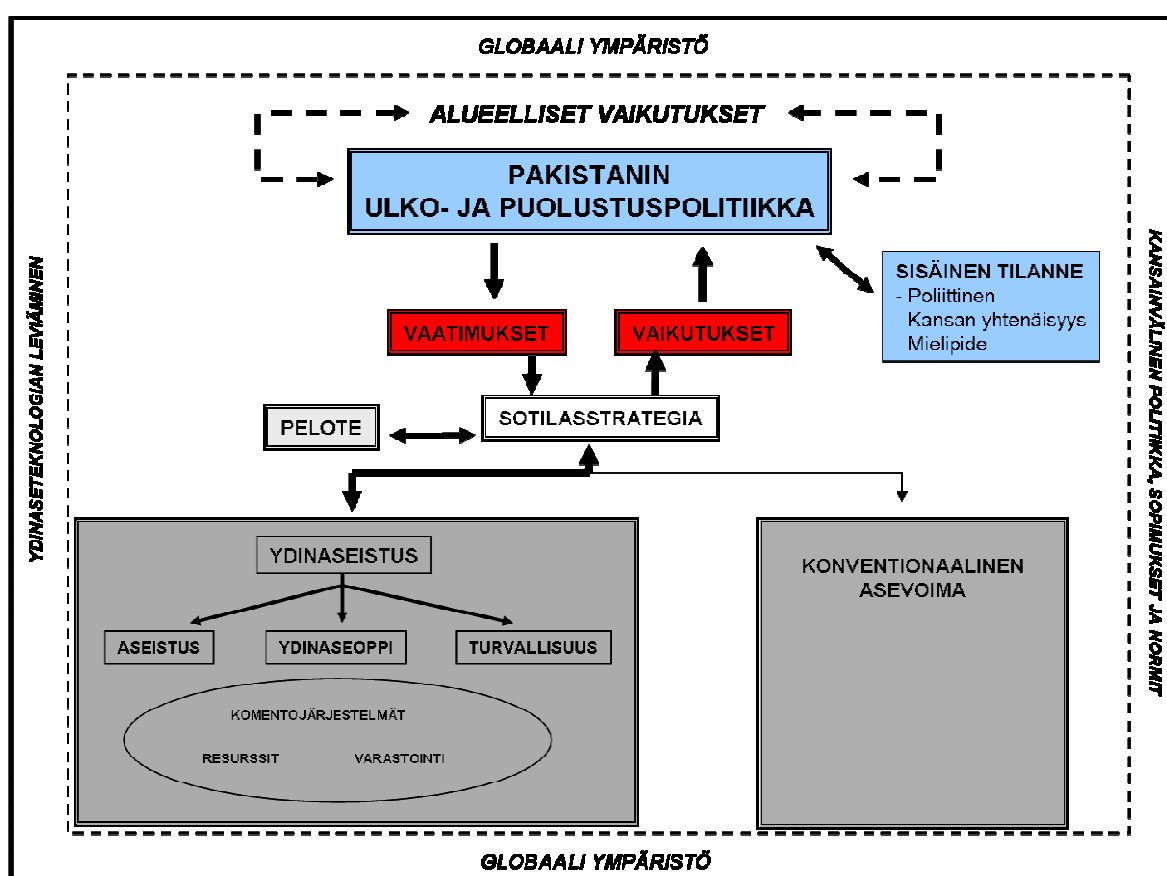 GLOBAALI YMPÄRISTÖ
ALUEELLISET VAIKUTUKSET
PAKISTANIN
ULKO- JA PUOLUSTUSPOLITIIKKA
SISÄINEN TILANNE
- Poliittinen
Kansan yhtenäisyys
Mielipide
VAATIMUKSET
VAIKUTUKSET
PELOTE
SOTILASSTRATEGIA
YDINASEISTUS
ASEISTUS
YDINASEOPPI
TURVALLISUUS
KOMENTOJÄRJESTELMÄT
RESURSSIT
VARASTOINTI
KONVENTIONAALINEN
ASEVOIMA
YDINASETEKNOLOGIAN LEVIÄMINEN
KANSAINVÄLINEN POLITIIKKA, SOPIMUKSET JA NORMIT
GLOBAALI YMPÄRISTÖ